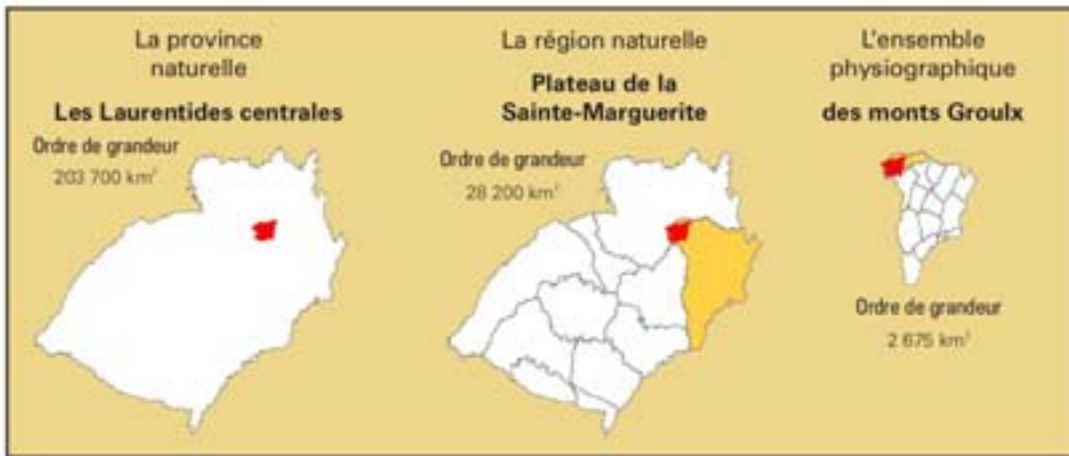 La province
naturelle
Les Laurentides centrales
Ordre de grandeur
203 700 km²
La région naturelle
Plateau de la
Sainte-Marguerite
Ordre de grandeur
28 200 km²
L'ensemble
physiographique
des monts Groulx
Ordre de grandeur
2 675 km²